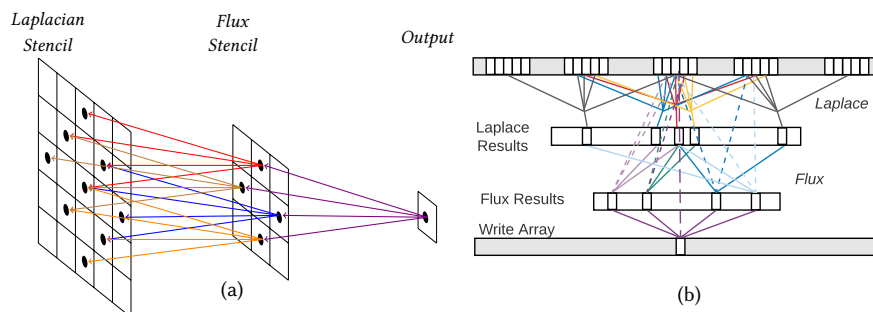 Laplacian
Stencil
Flux
Stencil
Output
(a)
Laplace
Laplace
Results
Flux
Flux Results
Write Array
(b)